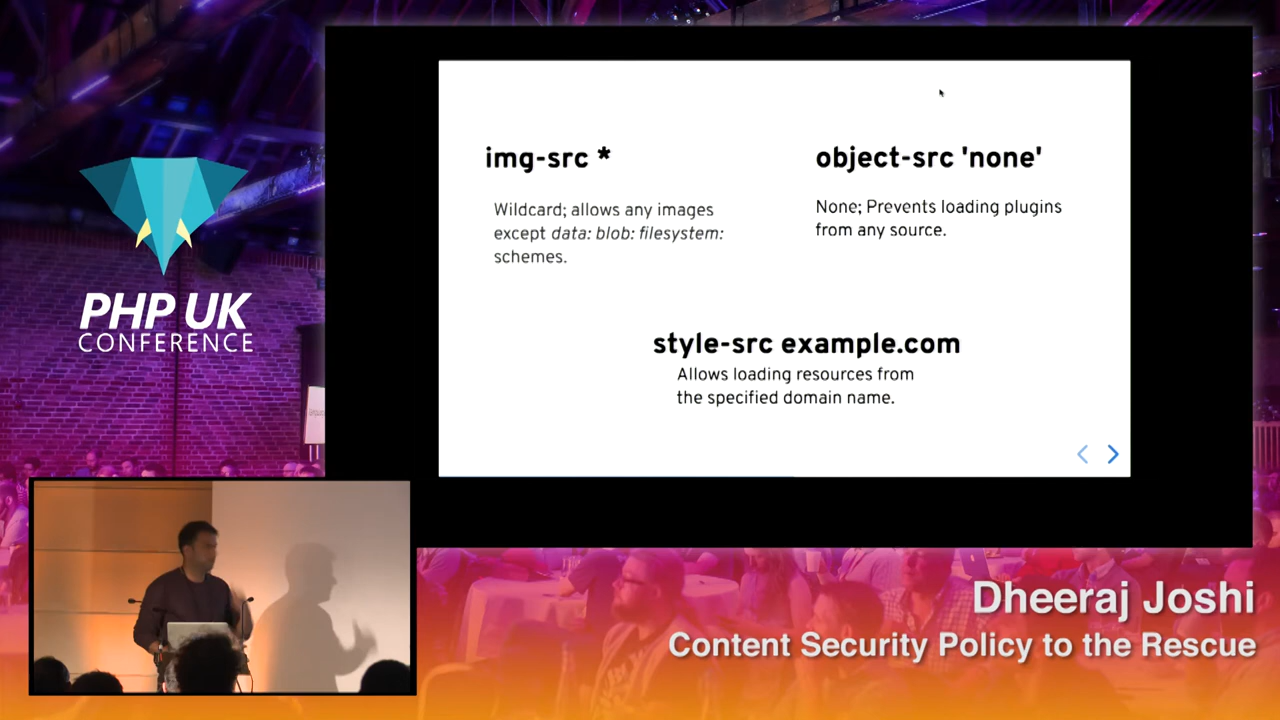 img-src *
Wildcard; allows any images
except data: blob: filesystem:
schemes.
object-src 'none'
None; Prevents loading plugins
from any source.
style-src example.com
Allows loading resources from
the specified domain name.
PHP UK
CONFERENCE
Dheeraj Joshi
Content Security Policy to the Rescue